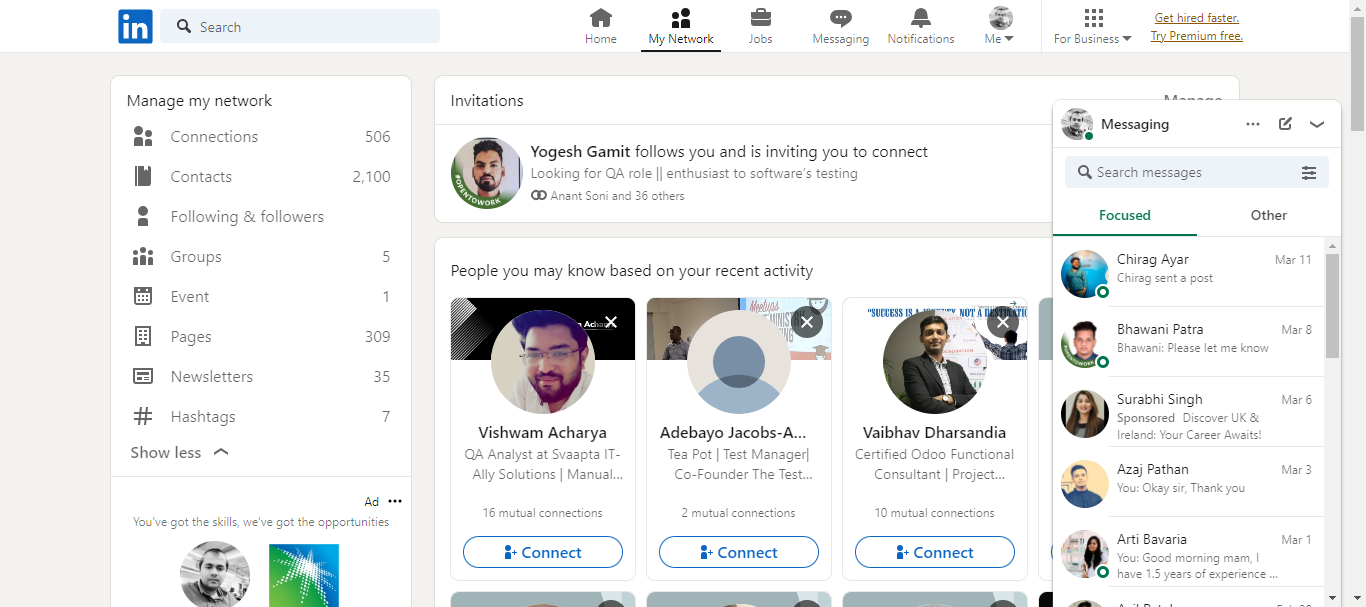 in
Search
Home
My Network
Jobs
Messaging
Notifications
Me
For Business
Get hired faster.
Try Premium free.
Manage my network
Connections 506
Contacts 2,100
Following & followers
Groups 5
Event 1
Pages 309
Newsletters 35
Hashtags 7
Show less
Ad
You've got the skills, we've got the opportunities
Invitations
Manage
#OPENTOWORK
Yogesh Gamit follows you and is inviting you to connect
Looking for QA role || enthusiast to software's testing
Anant Soni and 36 others
People you may know based on your recent activity
Vishwam Acharya
QA Analyst at Svaapta IT-
Ally Solutions | Manual...
16 mutual connections
Connect
Meetups
Adebayo Jacobs-A...
Tea Pot | Test Manager|
Co-Founder The Test...
2 mutual connections
Connect
"SUCCESS IS A JOURNEY, NOT A DESTINATION
Vaibhav Dharsandia
Certified Odoo Functional
Consultant | Project...
10 mutual connections
Connect
Messaging
Search messages
Focused
Other
Chirag Ayar Mar 11
Chirag sent a post
Bhawani Patra Mar 8
Bhawani: Please let me know
Surabhi Singh Mar 6
Sponsored Discover UK &
Ireland: Your Career Awaits!
Azaj Pathan Mar 3
You: Okay sir, Thank you
Arti Bavaria Mar 1
You: Good morning mam, I
have 1.5 years of experience ...